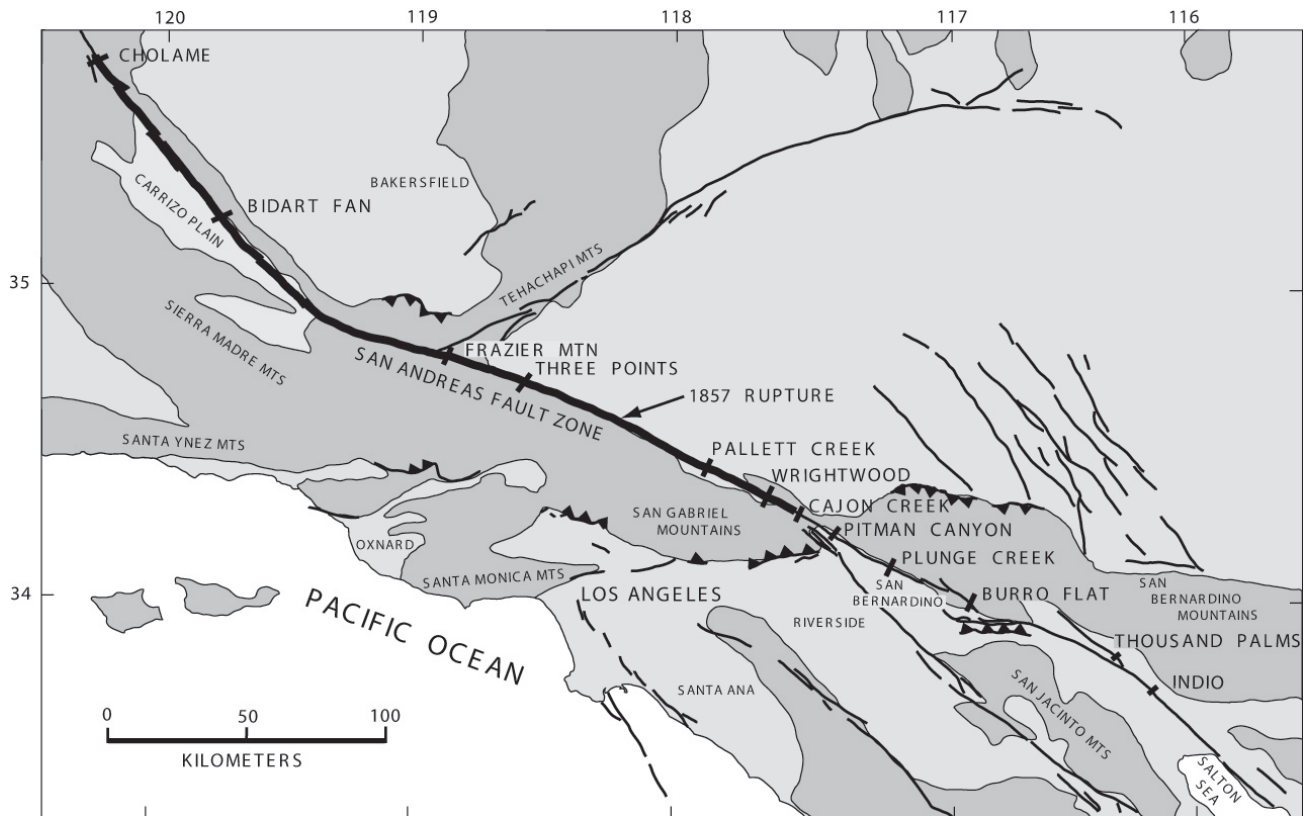 120 119 118 117 116
CHOLAME
BAKERSFIELD
CARRIZO PLAIN
BIDART FAN
35
TEHACHAPI MTS
SIERRA MADRE MTS
FRAZIER MTN
SAN ANDREAS FAULT ZONE
THREE POINTS
1857 RUPTURE
SANTA YNEZ MTS
PALLETT CREEK
WRIGHTWOOD
CAJON CREEK
SAN GABRIEL
MOUNTAINS
PITMAN CANYON
OXNARD
PLUNGE CREEK
SANTA MONICA MTS
SAN
BERNARDINO
SAN
BERNARDINO
MOUNTAINS
34
LOS ANGELES
BURRO FLAT
PACIFIC OCEAN
RIVERSIDE
THOUSAND PALMS
SANTA ANA
SAN JACINTO MTS
INDIO
0 50 100
KILOMETERS
SALTON
SEA